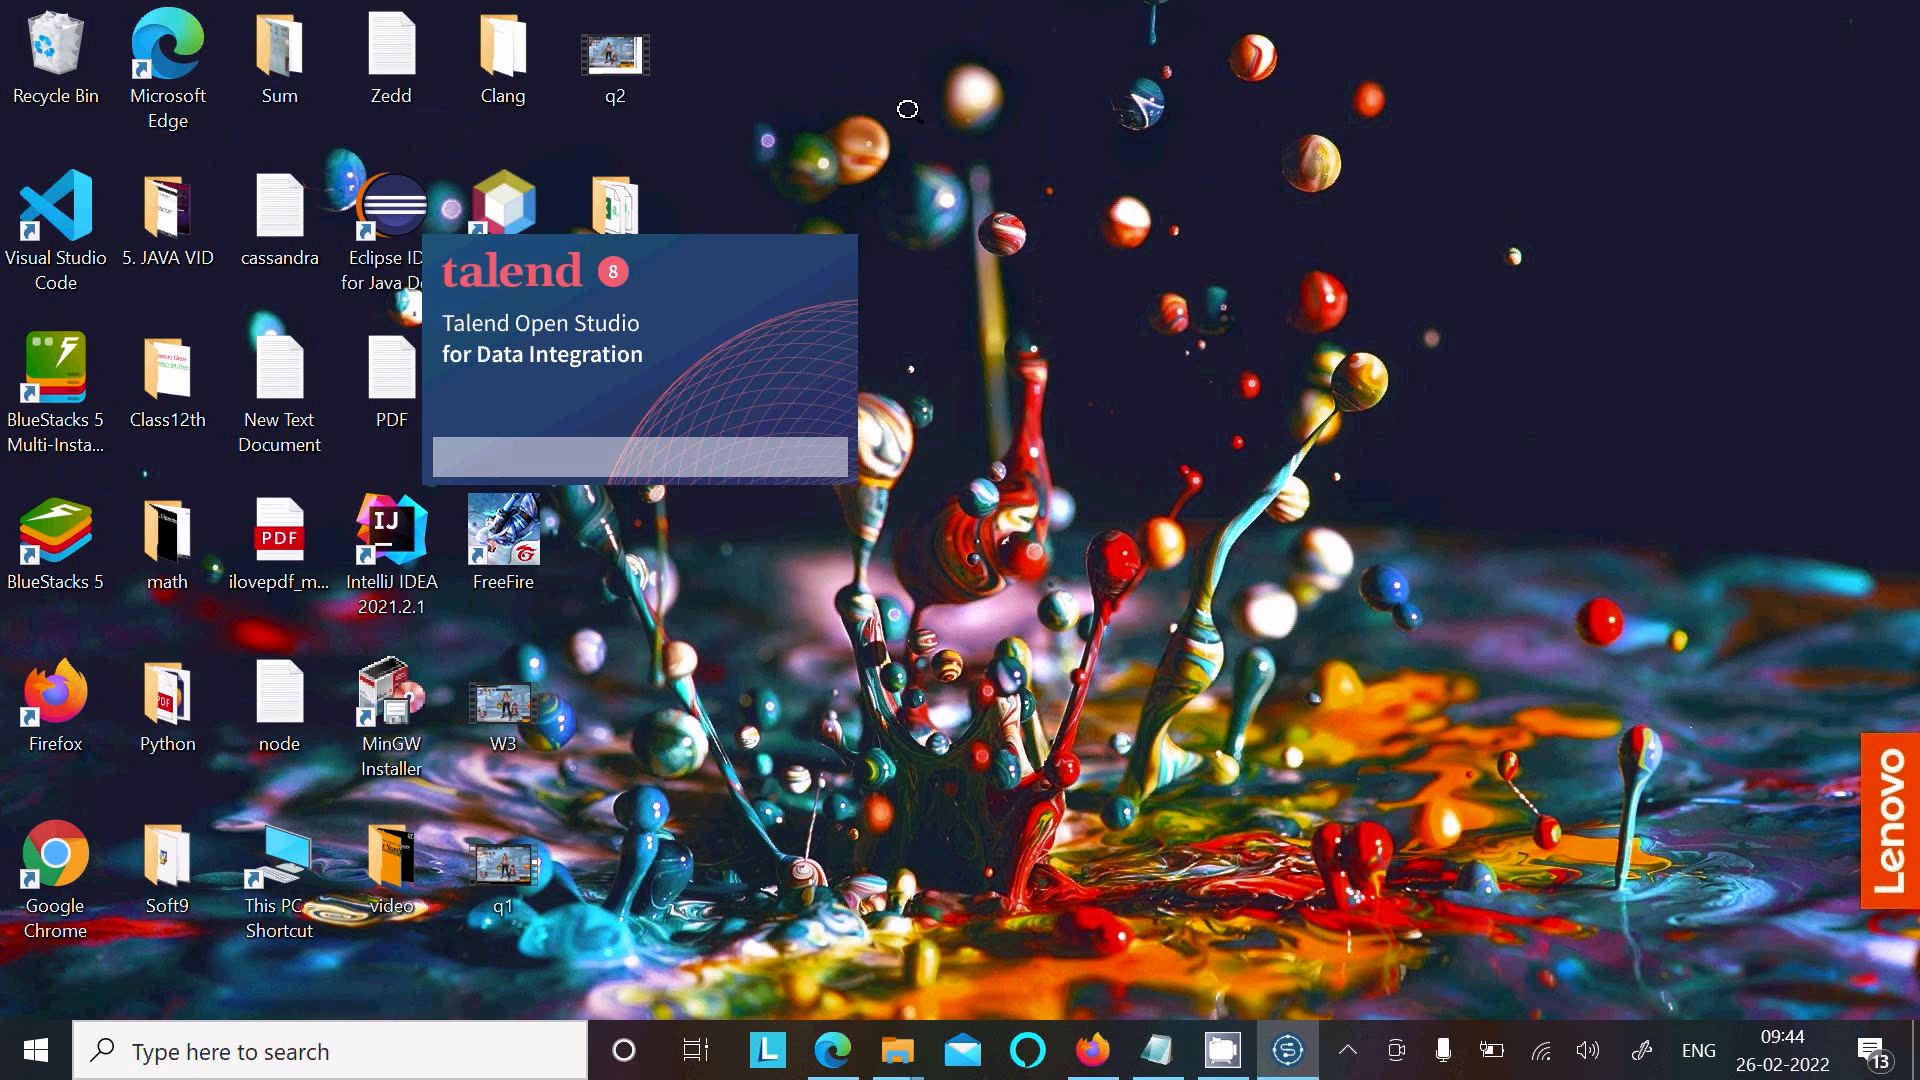 Recycle Bin
Microsoft
Edge
Sum
Zedd
Clang
q2
Visual Studio
Code
5. JAVA VID
cassandra
Eclipse ID
for Java De
talend 8
Talend Open Studio
for Data Integration
BlueStacks 5
Multi-Insta...
Class12th
New Text
Document
PDF
BlueStacks 5
math
PDF
ilovepdf_m...
IJ
IntelliJ IDEA
2021.2.1
FreeFire
Firefox
PDF
Python
node
MinGW
Installer
W3
Google
Chrome
Soft9
This PC -
Shortcut
video
q1
Lenovo
Type here to search
L
ENG
09:44
26-02-2022
13